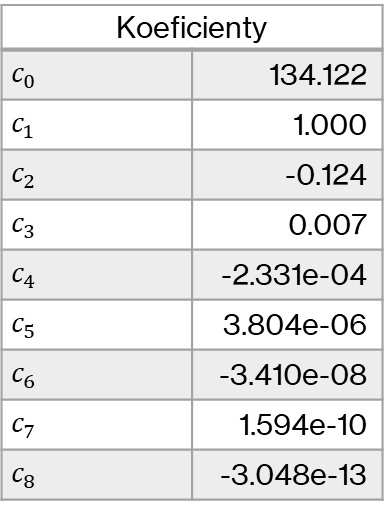 Koeficienty
c₀ 134.122
c₁ 1.000
c₂ -0.124
c₃ 0.007
c₄ -2.331e-04
c₅ 3.804e-06
c₆ -3.410e-08
c₇ 1.594e-10
c₈ -3.048e-13